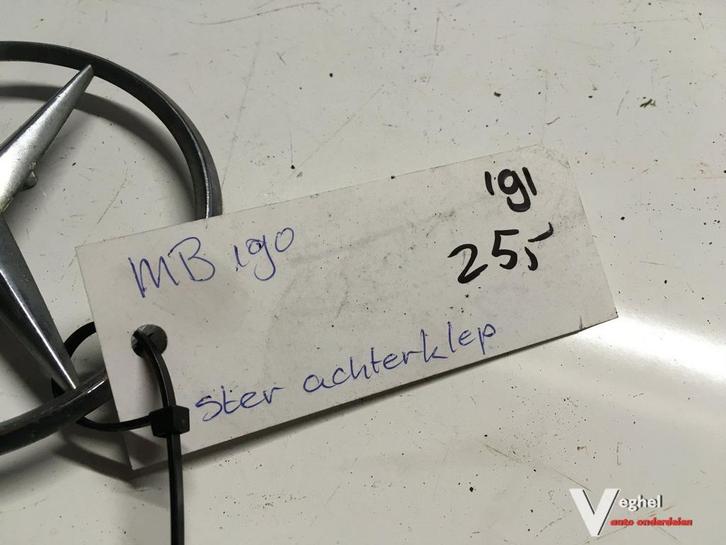 191
MB 190
25,-
ster achterklep
Veghel
auto onderdelen